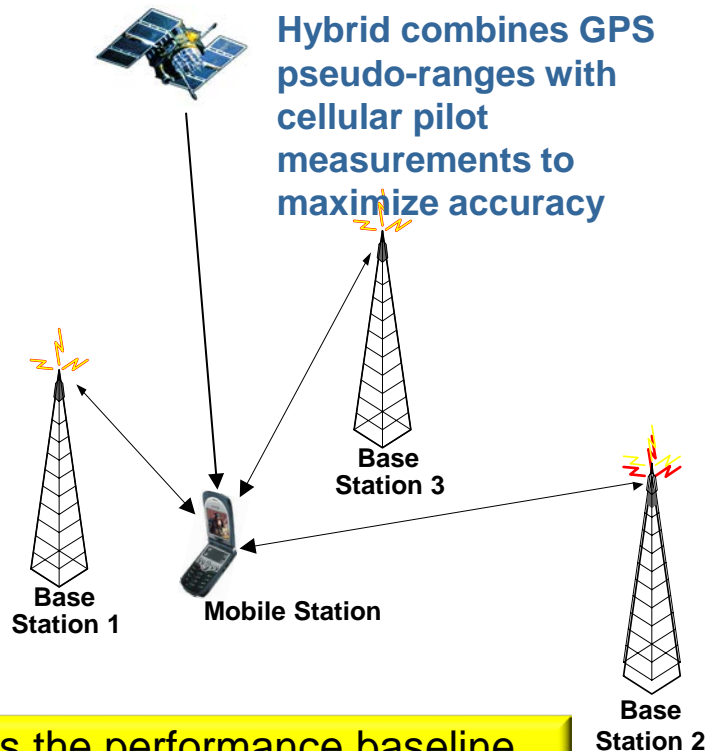 Hybrid combines GPS
pseudo-ranges with
cellular pilot
measurements to
maximize accuracy
Base
Station 3
Base
Station 1
Mobile Station
Base
Station 2
s the performance baseline